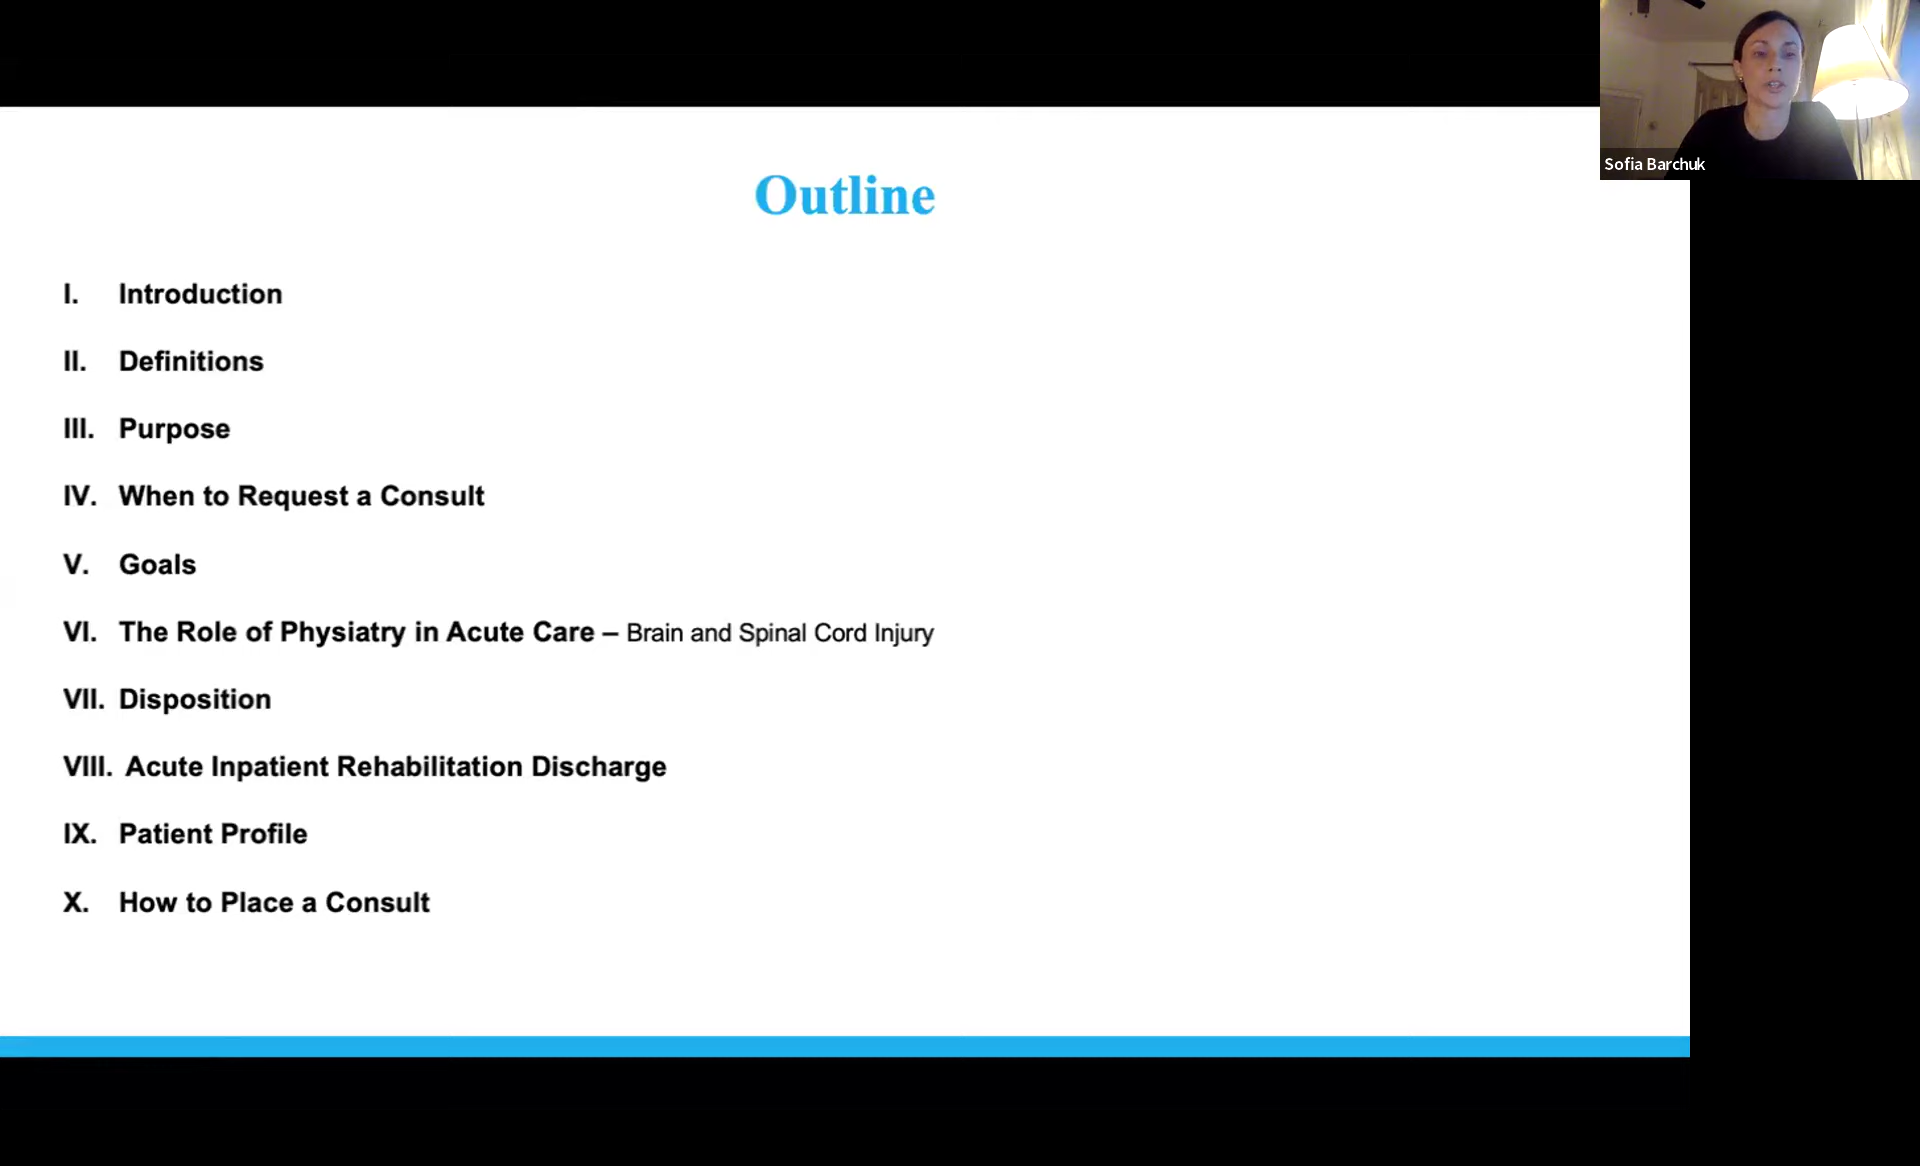 Sofia Barchuk
Outline
I. Introduction
II. Definitions
III. Purpose
IV. When to Request a Consult
V. Goals
VI. The Role of Physiatry in Acute Care – Brain and Spinal Cord Injury
VII. Disposition
VIII. Acute Inpatient Rehabilitation Discharge
IX. Patient Profile
X. How to Place a Consult